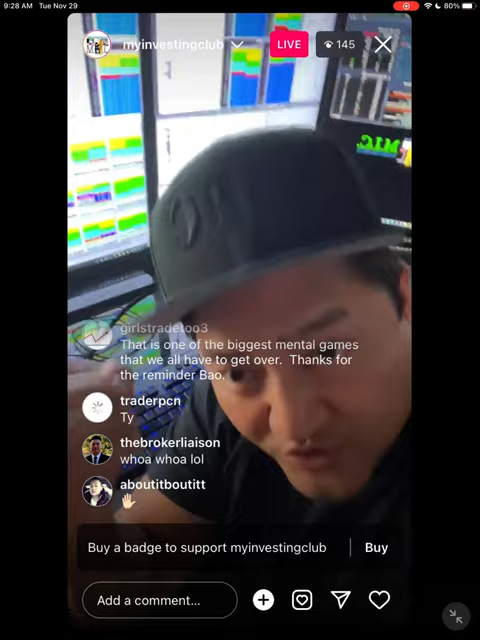 9:28 AM Tue Nov 29
80%
myinvestingclub
LIVE
145
girlstradetoo3
That is one of the biggest mental games
that we all have to get over. Thanks for
the reminder Bao.
traderpcn
Ty
thebrokerliaison
whoa whoa lol
aboutitboutitt
Buy a badge to support myinvestingclub
Buy
Add a comment...